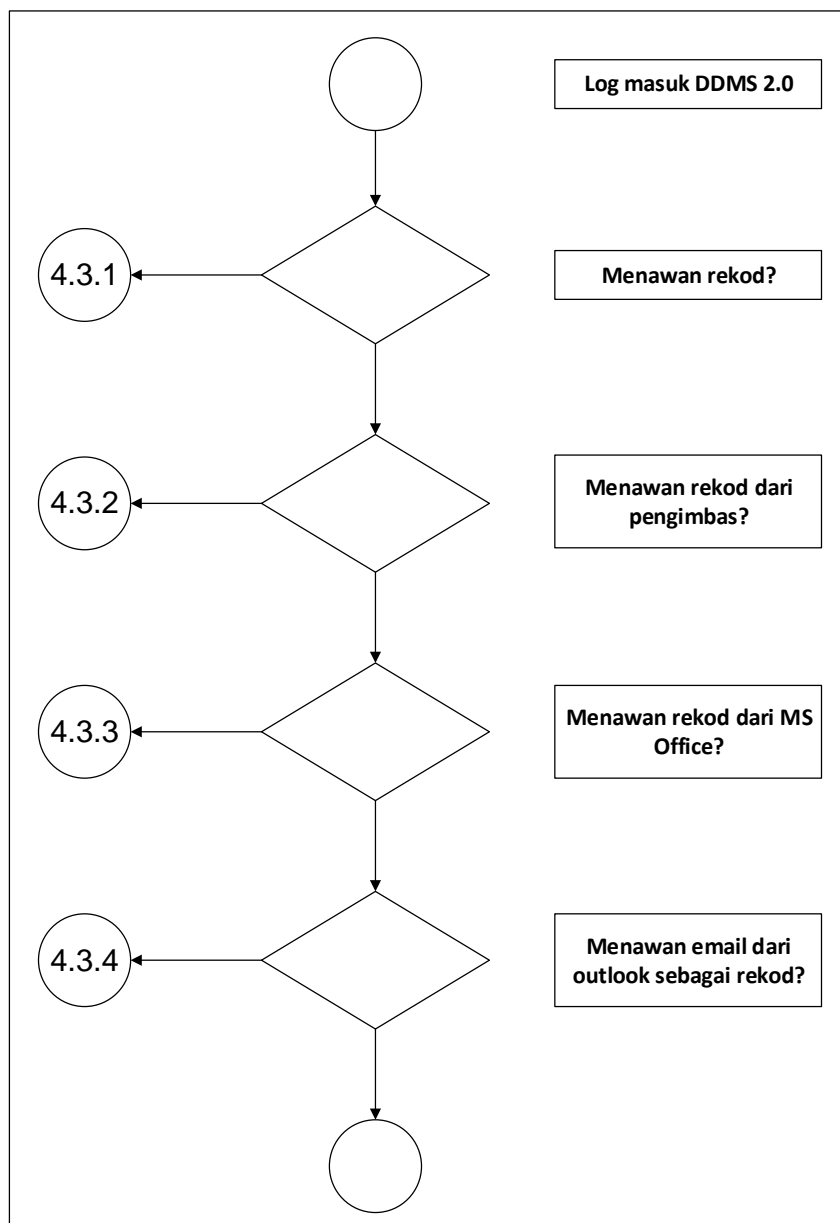 Log masuk DDMS 2.0
4.3.1
Menawan rekod?
4.3.2
Menawan rekod dari
pengimbas?
4.3.3
Menawan rekod dari MS
Office?
4.3.4
Menawan email dari
outlook sebagai rekod?